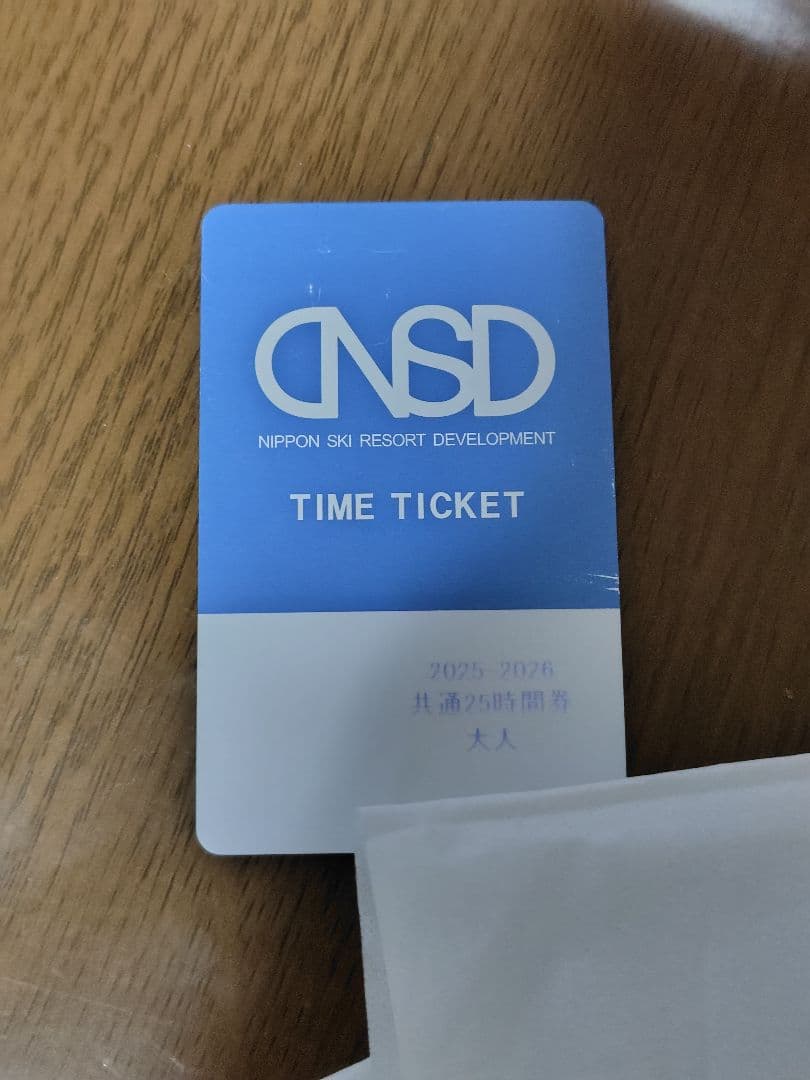 NSD
NIPPON SKI RESORT DEVELOPMENT
TIME TICKET
2025-2026
共通25時間券
大人